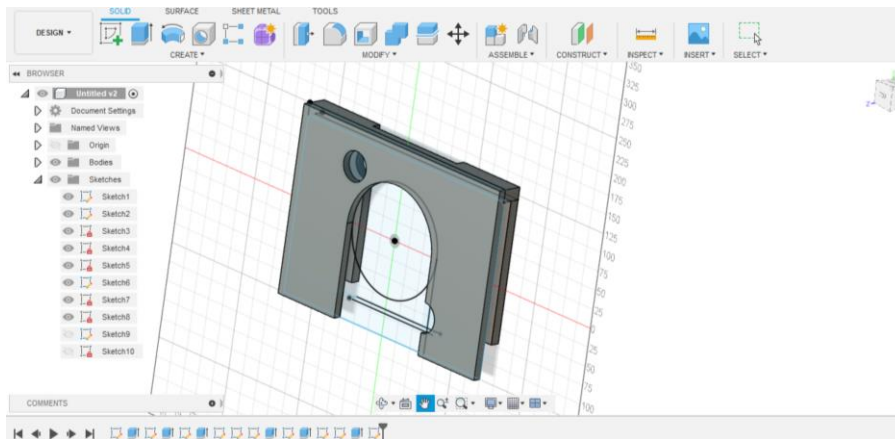 SOLID SURFACE SHEET METAL TOOLS
DESIGN ▾
CREATE ▾ MODIFY ▾ ASSEMBLE ▾ CONSTRUCT ▾ INSPECT ▾ INSERT ▾ SELECT ▾
BROWSER
Untitled v2
Document Settings
Named Views
Origin
Bodies
Sketches
Sketch1
Sketch2
Sketch3
Sketch4
Sketch5
Sketch6
Sketch7
Sketch8
Sketch9
Sketch10
350
325
300
275
250
225
200
175
150
125
100
75
50
25
0
25
50
75
100
COMMENTS